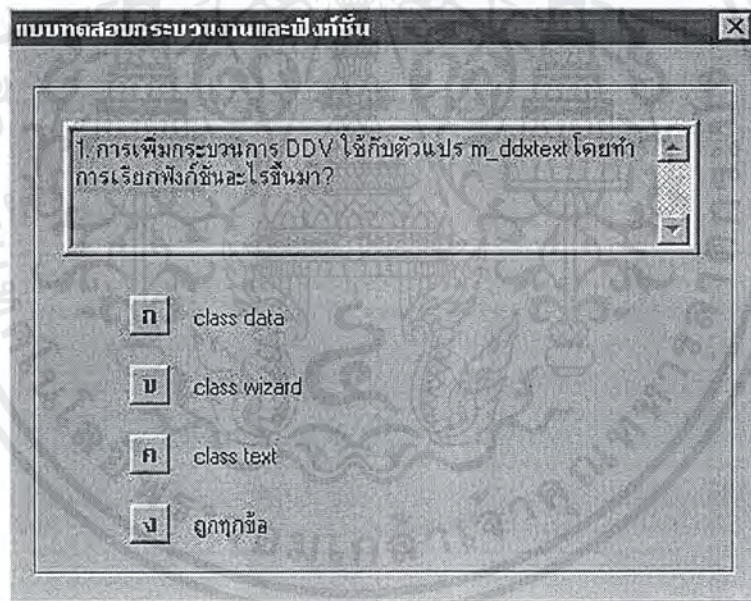 แบบทดสอบกระบวนงานและฟังก์ชั่น
1. การเพิ่มกระบวนการ DDV ใช้กับตัวแปร m_ddxtext โดยทำ
การเรียกฟังก์ชันอะไรขึ้นมา?
ก class data
ข class wizard
ค class text
ง ถูกทุกข้อ